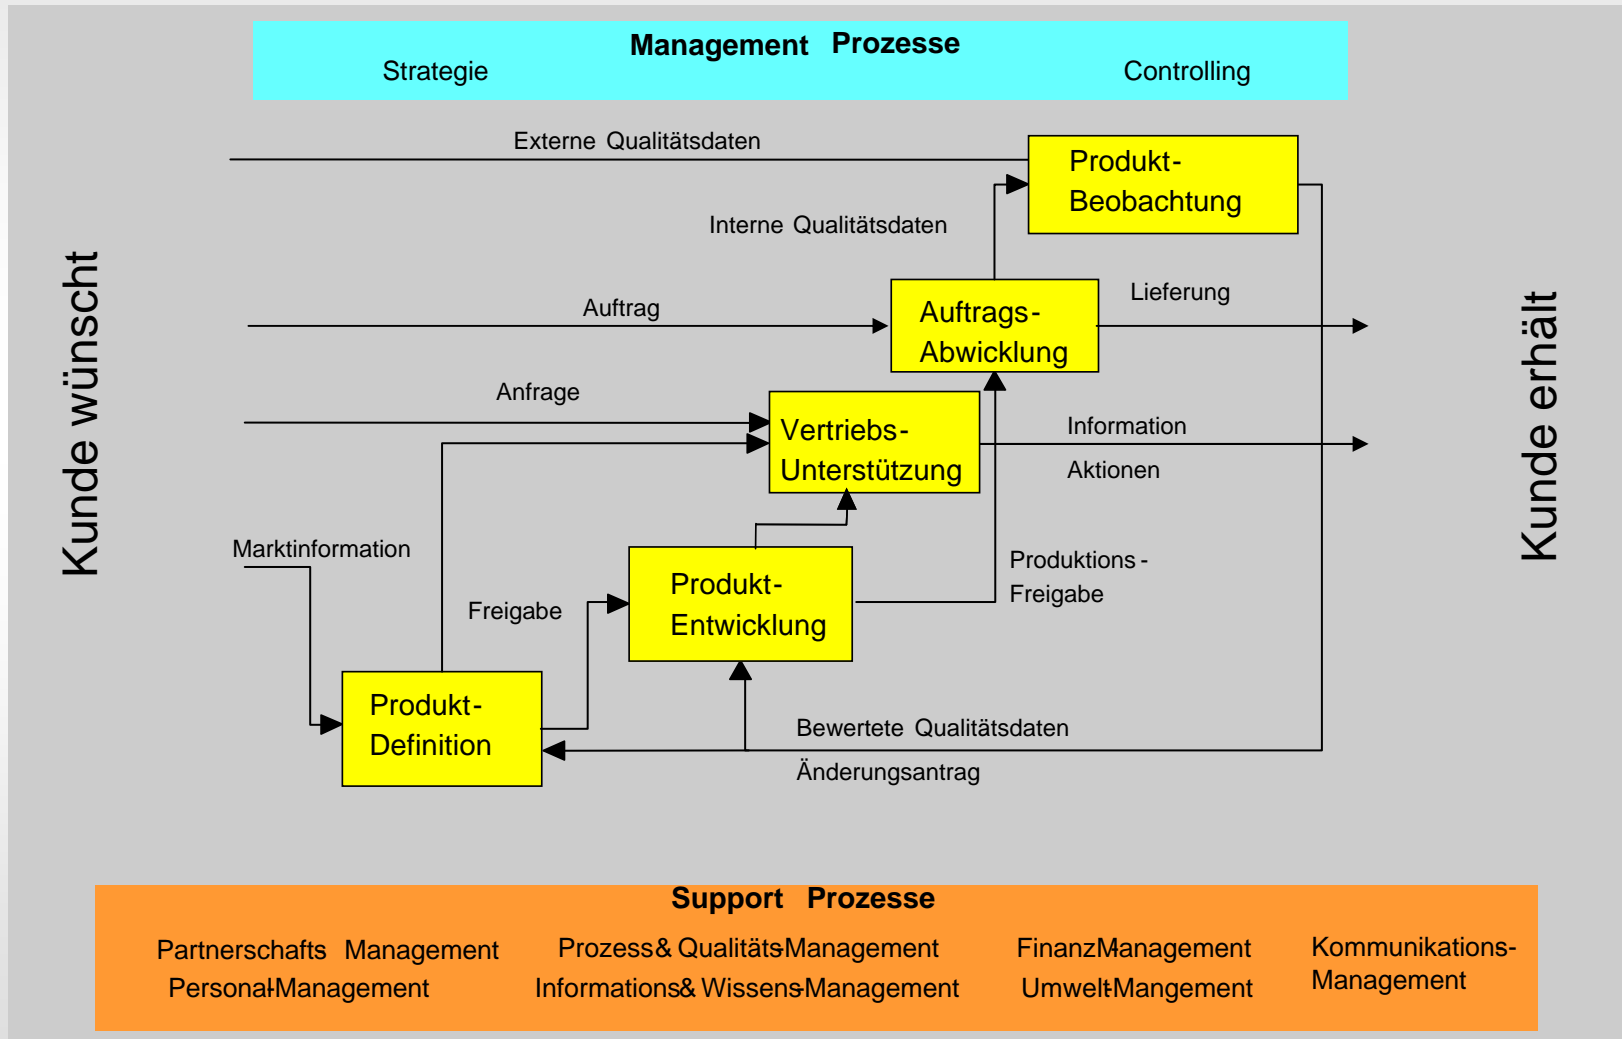 Management Prozesse
Strategie
Controlling
Externe Qualitätsdaten
Produkt-
Beobachtung
Interne Qualitätsdaten
Kunde wünscht
Auftrag
Auftrags-
Abwicklung
Lieferung
Kunde erhält
Anfrage
Vertriebs-
Unterstützung
Information
Aktionen
Marktinformation
Freigabe
Produkt-
Entwicklung
Produktions-
Freigabe
Produkt-
Definition
Bewertete Qualitätsdaten
Änderungsantrag
Support Prozesse
Partnerschafts Management
Personal-Management
Prozess& Qualitäts-Management
Informations& Wissens-Management
Finanz-Management
Umwelt-Mangement
Kommunikations-
Management